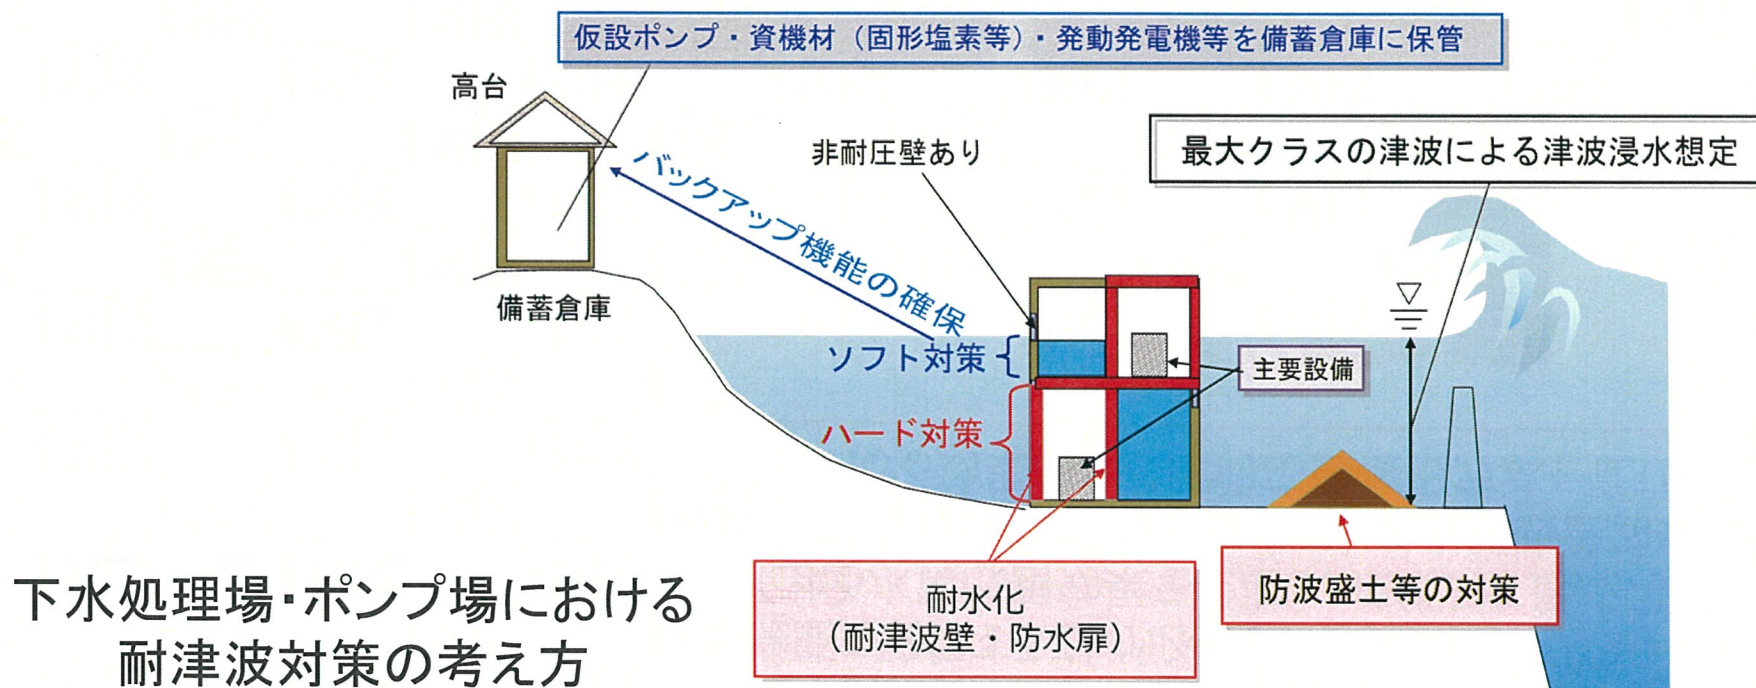 仮設ポンプ・資機材（固形塩素等）・発動発電機等を備蓄倉庫に保管
高台
非耐圧壁あり
最大クラスの津波による津波浸水想定
バックアップ機能の確保
備蓄倉庫
ソフト対策
主要設備
ハード対策
耐水化
（耐津波壁・防水扉）
防波盛土等の対策
下水処理場・ポンプ場における
耐津波対策の考え方